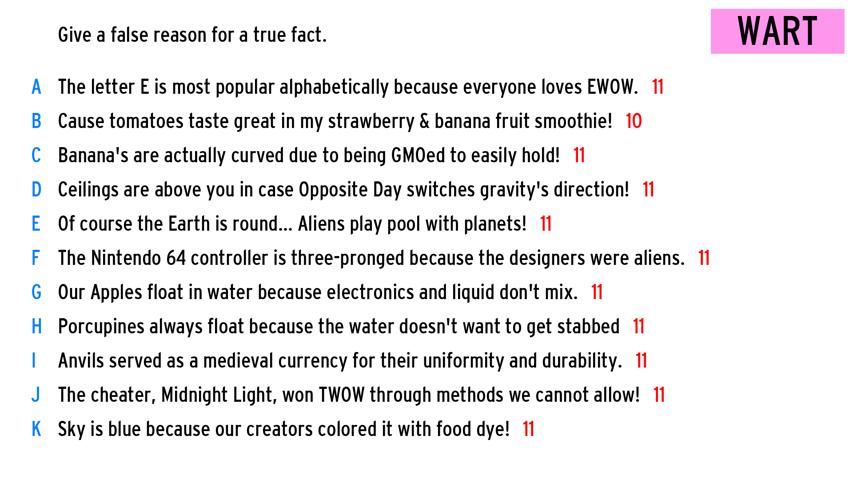 Give a false reason for a true fact.
WART
A The letter E is most popular alphabetically because everyone loves EWOW. 11
B Cause tomatoes taste great in my strawberry & banana fruit smoothie! 10
C Banana's are actually curved due to being GMOed to easily hold! 11
D Ceilings are above you in case Opposite Day switches gravity's direction! 11
E Of course the Earth is round... Aliens play pool with planets! 11
F The Nintendo 64 controller is three-pronged because the designers were aliens. 11
G Our Apples float in water because electronics and liquid don't mix. 11
H Porcupines always float because the water doesn't want to get stabbed 11
I Anvils served as a medieval currency for their uniformity and durability. 11
J The cheater, Midnight Light, won TWOW through methods we cannot allow! 11
K Sky is blue because our creators colored it with food dye! 11